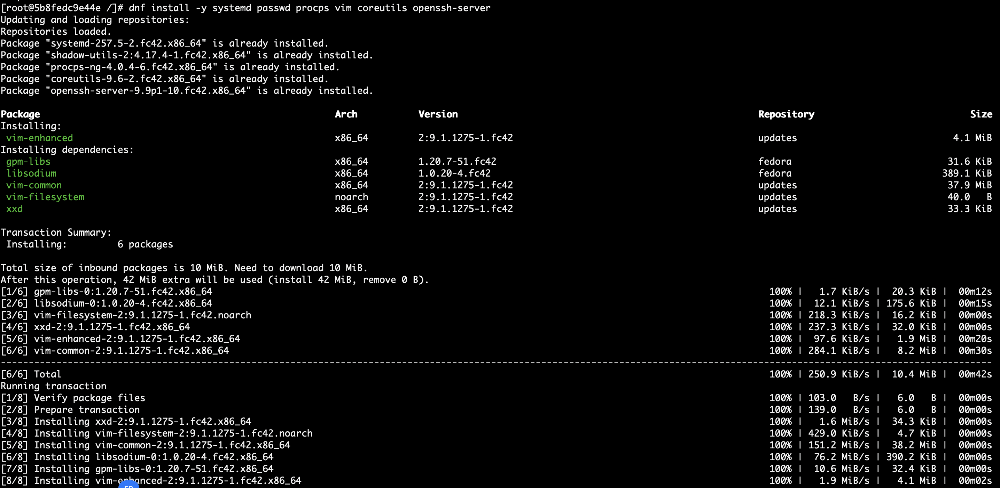 [root@5b8fedc9e44e /]# dnf install -y systemd passwd procps vim coreutils openssh-server
Updating and loading repositories:
Repositories loaded.
Package "systemd-257.5-2.fc42.x86_64" is already installed.
Package "shadow-utils-2:4.17.4-1.fc42.x86_64" is already installed.
Package "procps-ng-4.0.4-6.fc42.x86_64" is already installed.
Package "coreutils-9.6-2.fc42.x86_64" is already installed.
Package "openssh-server-9.9p1-10.fc42.x86_64" is already installed.
Package Arch Version Repository Size
Installing:
vim-enhanced x86_64 2:9.1.1275-1.fc42 updates 4.1 MiB
Installing dependencies:
gpm-libs x86_64 1.20.7-51.fc42 fedora 31.6 KiB
libsodium x86_64 1.0.20-4.fc42 fedora 389.1 KiB
vim-common x86_64 2:9.1.1275-1.fc42 updates 37.9 MiB
vim-filesystem noarch 2:9.1.1275-1.fc42 updates 40.0 B
xxd x86_64 2:9.1.1275-1.fc42 updates 33.3 KiB
Transaction Summary:
Installing: 6 packages
Total size of inbound packages is 10 MiB. Need to download 10 MiB.
After this operation, 42 MiB extra will be used (install 42 MiB, remove 0 B).
[1/6] gpm-libs-0:1.20.7-51.fc42.x86_64 100% | 1.7 KiB/s | 20.3 KiB | 00m12s
[2/6] libsodium-0:1.0.20-4.fc42.x86_64 100% | 12.1 KiB/s | 175.6 KiB | 00m15s
[3/6] vim-filesystem-2:9.1.1275-1.fc42.noarch 100% | 218.3 KiB/s | 16.2 KiB | 00m00s
[4/6] xxd-2:9.1.1275-1.fc42.x86_64 100% | 237.3 KiB/s | 32.0 KiB | 00m00s
[5/6] vim-enhanced-2:9.1.1275-1.fc42.x86_64 100% | 97.6 KiB/s | 1.9 MiB | 00m20s
[6/6] vim-common-2:9.1.1275-1.fc42.x86_64 100% | 284.1 KiB/s | 8.2 MiB | 00m30s
[6/6] Total 100% | 250.9 KiB/s | 10.4 MiB | 00m42s
Running transaction
[1/8] Verify package files 100% | 103.0 B/s | 6.0 B | 00m00s
[2/8] Prepare transaction 100% | 139.0 B/s | 6.0 B | 00m00s
[3/8] Installing xxd-2:9.1.1275-1.fc42.x86_64 100% | 1.6 MiB/s | 34.3 KiB | 00m00s
[4/8] Installing vim-filesystem-2:9.1.1275-1.fc42.noarch 100% | 429.0 KiB/s | 4.7 KiB | 00m00s
[5/8] Installing vim-common-2:9.1.1275-1.fc42.x86_64 100% | 151.2 MiB/s | 38.2 MiB | 00m00s
[6/8] Installing libsodium-0:1.0.20-4.fc42.x86_64 100% | 76.2 MiB/s | 390.2 KiB | 00m00s
[7/8] Installing gpm-libs-0:1.20.7-51.fc42.x86_64 100% | 10.6 MiB/s | 32.4 KiB | 00m00s
[8/8] Installing vim-enhanced-2:9.1.1275-1.fc42.x86_64 100% | 1.9 MiB/s | 4.1 MiB | 00m02s